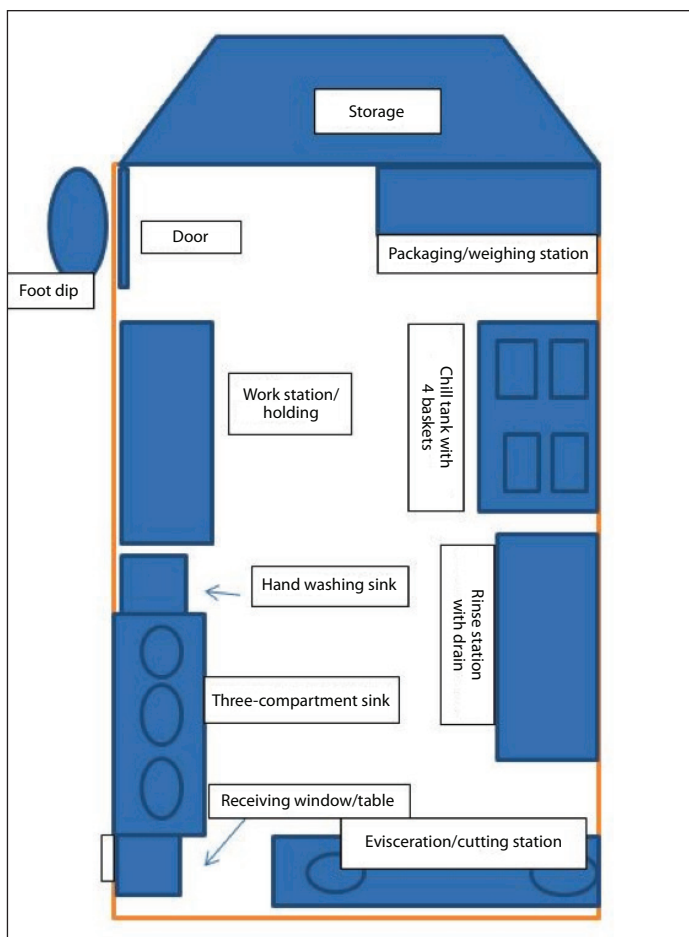 Storage
Door
Packaging/weighing station
Foot dip
Work station/
holding
Chill tank with
4 baskets
Hand washing sink
Rinse station
with drain
Three-compartment sink
Receiving window/table
Evisceration/cutting station